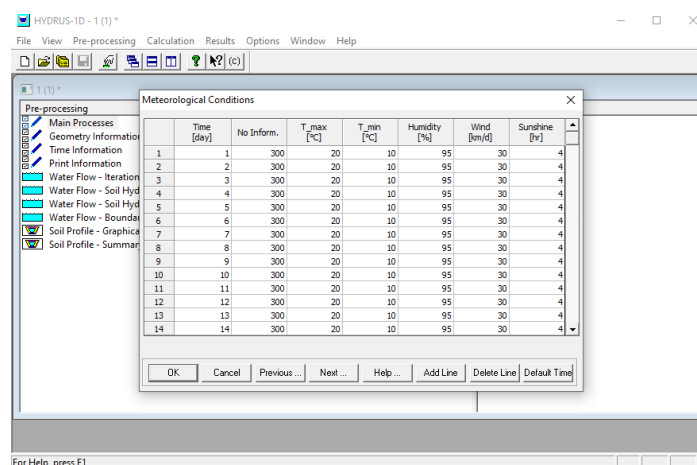 HYDRUS-1D - 1 (1) *
File View Pre-processing Calculation Results Options Window Help
1 (1) *
Pre-processing
Main Processes
Geometry Information
Time Information
Print Information
Water Flow - Iteration
Water Flow - Soil Hyd
Water Flow - Soil Hyd
Water Flow - Boundar
Soil Profile - Graphica
Soil Profile - Summar
Meteorological Conditions
Time [day] No Inform. T_max [ºC] T_min [ºC] Humidity [%] Wind [km/d] Sunshine [hr]
1 1 300 20 10 95 30 4
2 2 300 20 10 95 30 4
3 3 300 20 10 95 30 4
4 4 300 20 10 95 30 4
5 5 300 20 10 95 30 4
6 6 300 20 10 95 30 4
7 7 300 20 10 95 30 4
8 8 300 20 10 95 30 4
9 9 300 20 10 95 30 4
10 10 300 20 10 95 30 4
11 11 300 20 10 95 30 4
12 12 300 20 10 95 30 4
13 13 300 20 10 95 30 4
14 14 300 20 10 95 30 4
OK Cancel Previous ... Next ... Help ... Add Line Delete Line Default Time
For Help, press F1